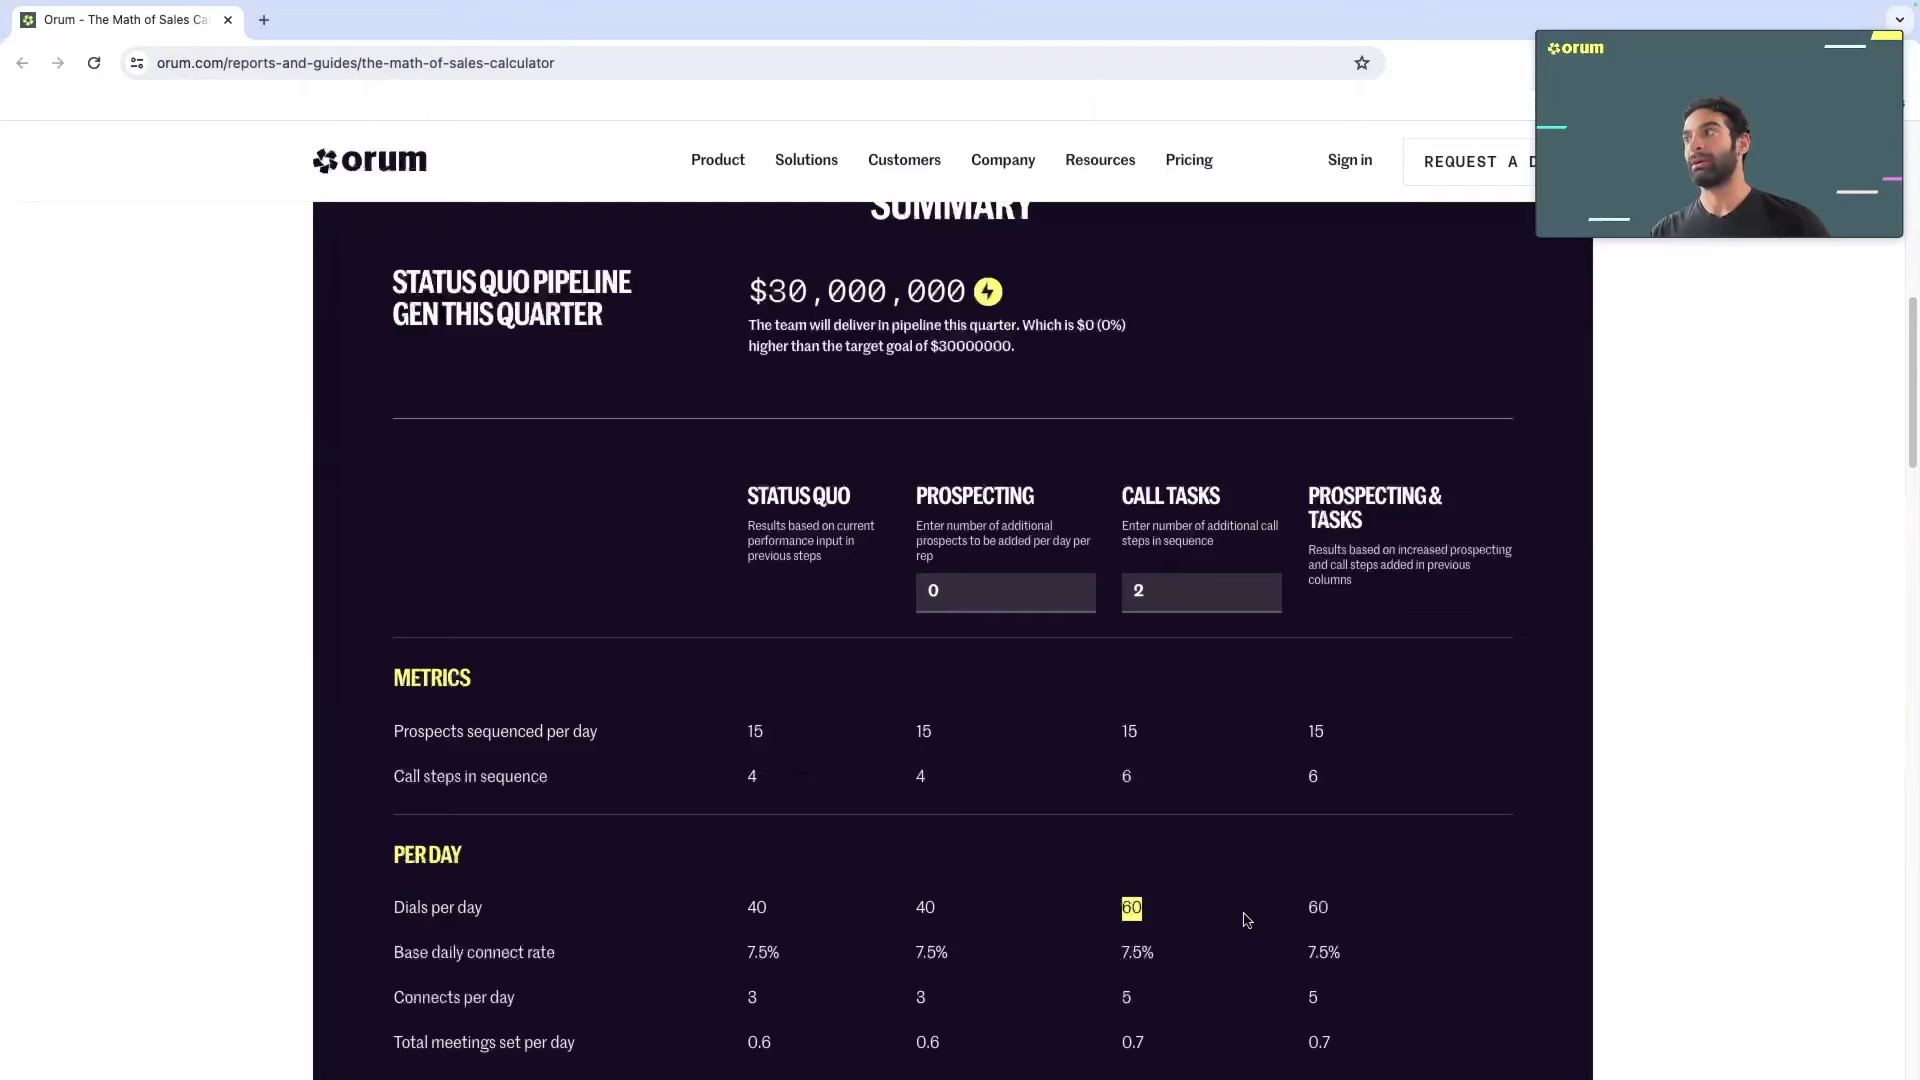 Orum - The Math of Sales Ca
orum.com/reports-and-guides/the-math-of-sales-calculator
orum
orum
Product Solutions Customers Company Resources Pricing Sign in REQUEST A D
SUMMARY
STATUS QUO PIPELINE
GEN THIS QUARTER
$30,000,000
The team will deliver in pipeline this quarter. Which is $0 (0%)
higher than the target goal of $30000000.
STATUS QUO
Results based on current
performance input in
previous steps
PROSPECTING
Enter number of additional
prospects to be added per day per
rep
0
CALL TASKS
Enter number of additional call
steps in sequence
2
PROSPECTING &
TASKS
Results based on increased prospecting
and call steps added in previous
columns
METRICS
Prospects sequenced per day 15 15 15 15
Call steps in sequence 4 4 6 6
PER DAY
Dials per day 40 40 60 60
Base daily connect rate 7.5% 7.5% 7.5% 7.5%
Connects per day 3 3 5 5
Total meetings set per day 0.6 0.6 0.7 0.7